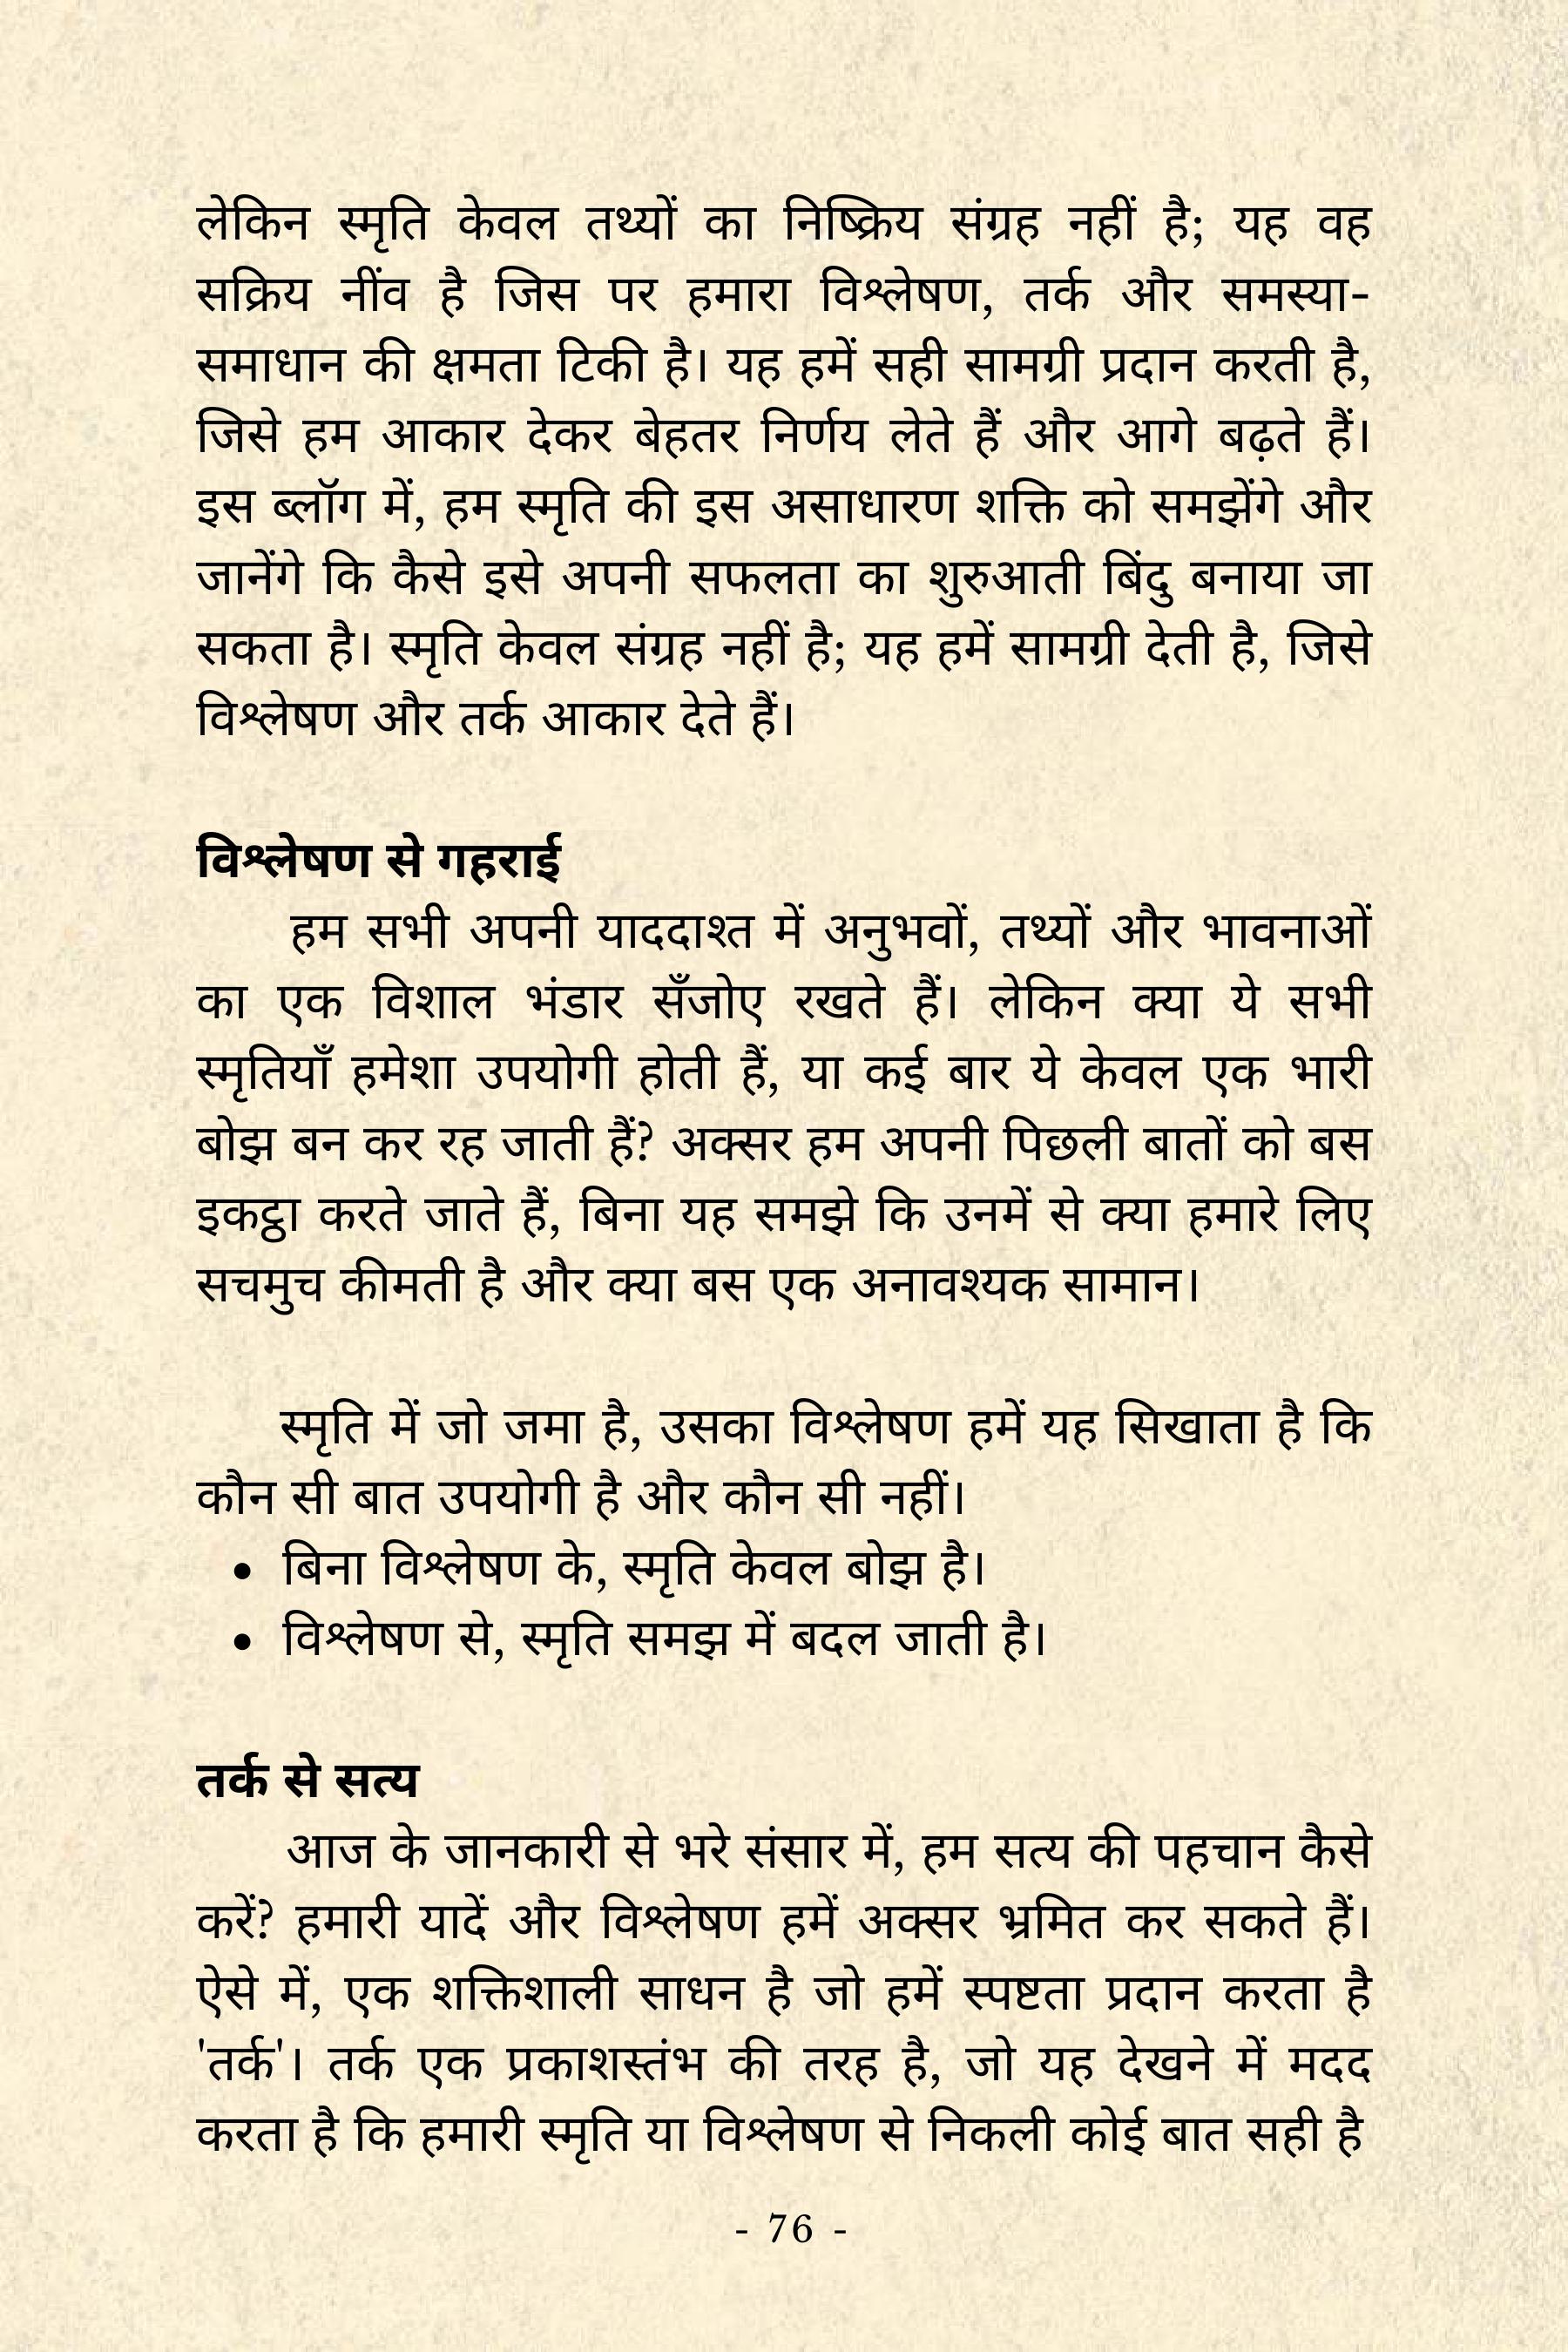 लेकिन स्मृति केवल तथ्यों का निष्क्रिय संग्रह नहीं है; यह वह
सक्रिय नींव है जिस पर हमारा विश्लेषण, तर्क और समस्या-
समाधान की क्षमता टिकी है। यह हमें सही सामग्री प्रदान करती है,
जिसे हम आकार देकर बेहतर निर्णय लेते हैं और आगे बढ़ते हैं।
इस ब्लॉग में, हम स्मृति की इस असाधारण शक्ति को समझेंगे और
जानेंगे कि कैसे इसे अपनी सफलता का शुरुआती बिंदु बनाया जा
सकता है। स्मृति केवल संग्रह नहीं है; यह हमें सामग्री देती है, जिसे
विश्लेषण और तर्क आकार देते हैं।
विश्लेषण से गहराई
हम सभी अपनी याददाश्त में अनुभवों, तथ्यों और भावनाओं
का एक विशाल भंडार सँजोए रखते हैं। लेकिन क्या ये सभी
स्मृतियाँ हमेशा उपयोगी होती हैं, या कई बार ये केवल एक भारी
बोझ बन कर रह जाती हैं? अक्सर हम अपनी पिछली बातों को बस
इकट्ठा करते जाते हैं, बिना यह समझे कि उनमें से क्या हमारे लिए
सचमुच कीमती है और क्या बस एक अनावश्यक सामान।
स्मृति में जो जमा है, उसका विश्लेषण हमें यह सिखाता है कि
कौन सी बात उपयोगी है और कौन सी नहीं।
• बिना विश्लेषण के, स्मृति केवल बोझ है।
• विश्लेषण से, स्मृति समझ में बदल जाती है।
तर्क से सत्य
आज के जानकारी से भरे संसार में, हम सत्य की पहचान कैसे
करें? हमारी यादें और विश्लेषण हमें अक्सर भ्रमित कर सकते हैं।
ऐसे में, एक शक्तिशाली साधन है जो हमें स्पष्टता प्रदान करता है
'तर्क'। तर्क एक प्रकाशस्तंभ की तरह है, जो यह देखने में मदद
करता है कि हमारी स्मृति या विश्लेषण से निकली कोई बात सही है
- 76 -